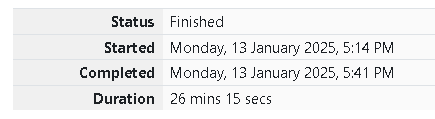 Status Finished
Started Monday, 13 January 2025, 5:14 PM
Completed Monday, 13 January 2025, 5:41 PM
Duration 26 mins 15 secs